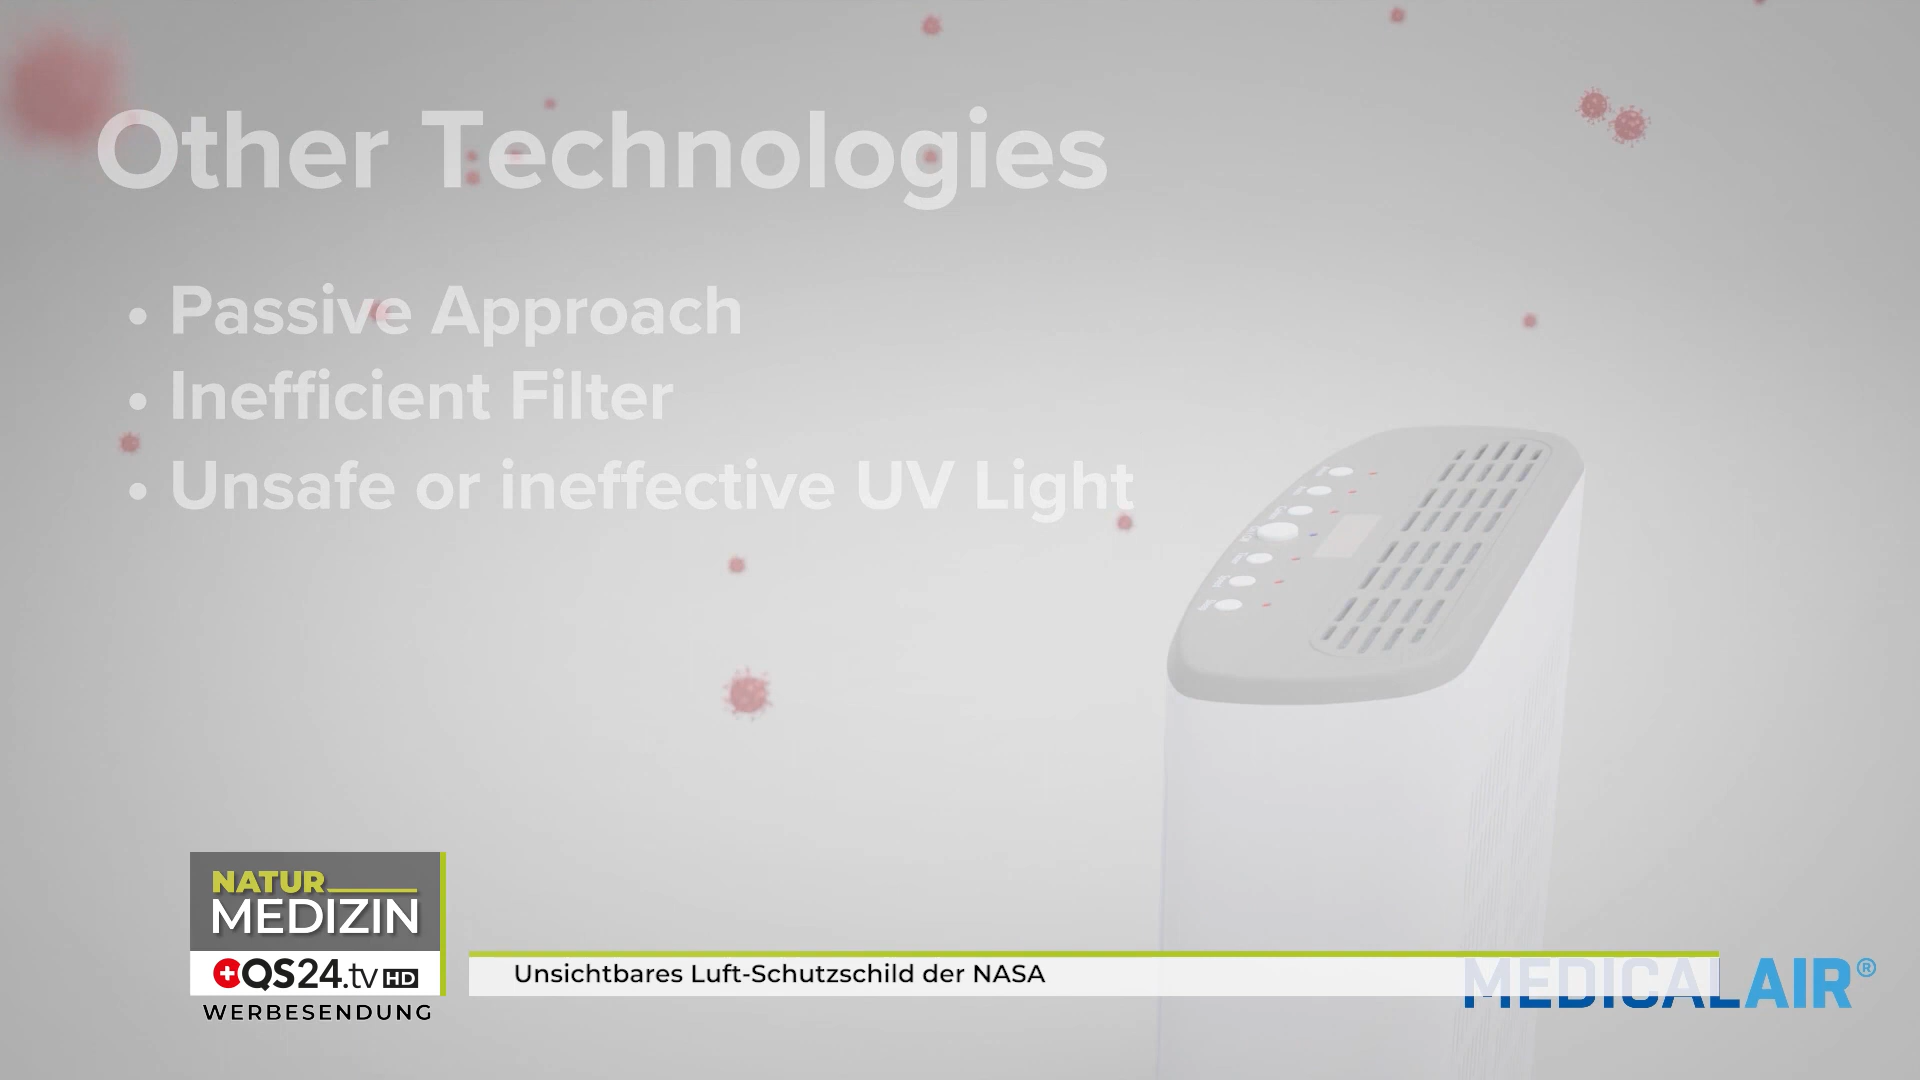 Other Technologies
• Passive Approach
• Inefficient Filter
• Unsafe or ineffective UV Light
NATUR
MEDIZIN
QS24.tv HD
WERBESENDUNG
Unsichtbares Luft-Schutzschild der NASA
MEDICALAIR®